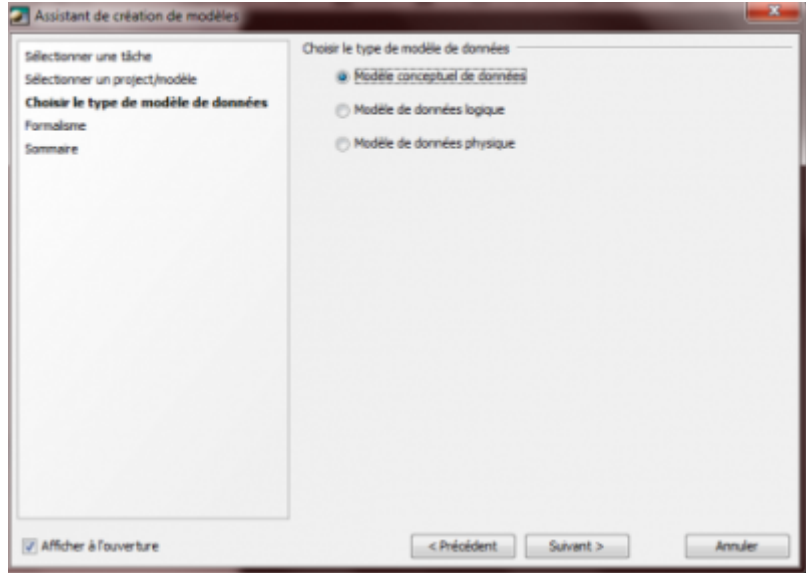 Assistant de création de modèles
Sélectionner une tâche
Sélectionner un project/modèle
Choisir le type de modèle de données
Formalisme
Sommaire
Choisir le type de modèle de données
Modèle conceptuel de données
Modèle de données logique
Modèle de données physique
Afficher à l'ouverture
< Précédent
Suivant >
Annuler